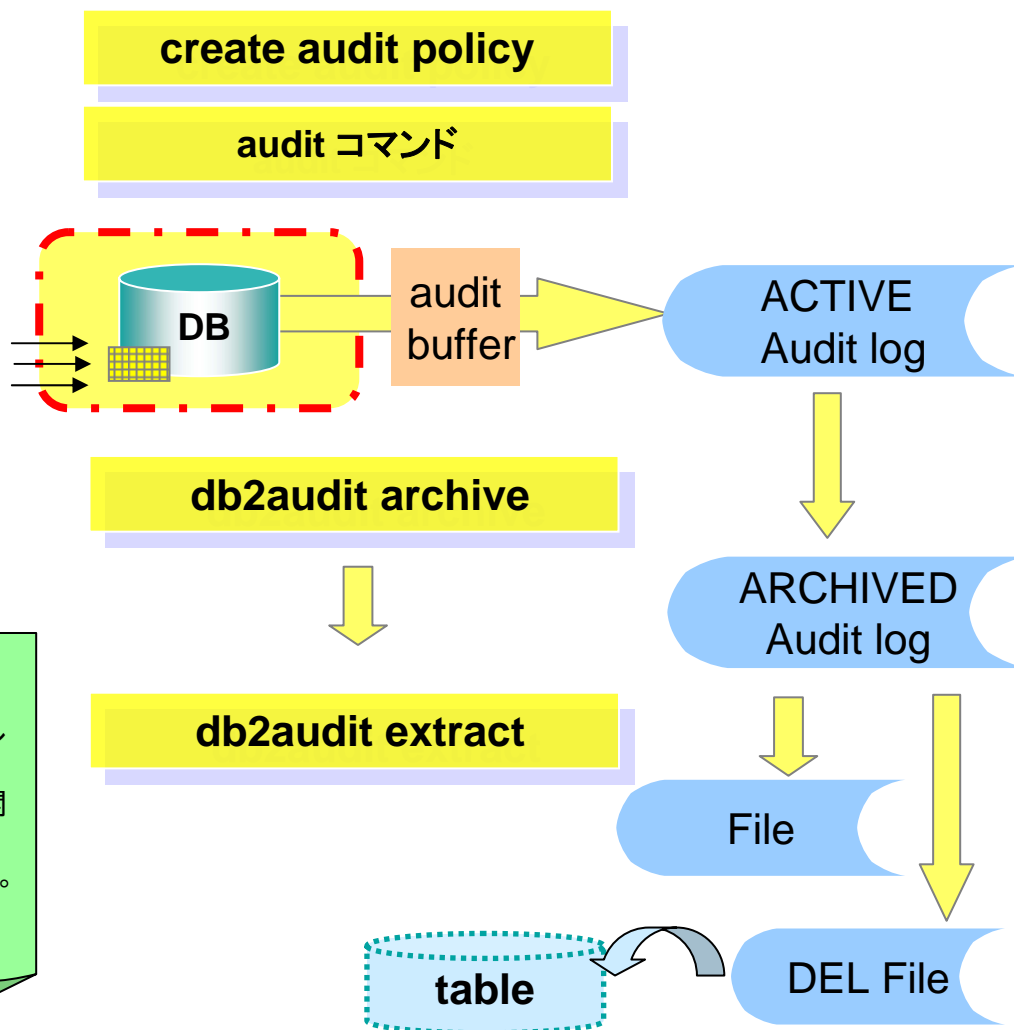 create audit policy
audit コマンド
DB
audit
buffer
ACTIVE
Audit log
db2audit archive
ARCHIVED
Audit log
db2audit extract
File
DEL File
table
。